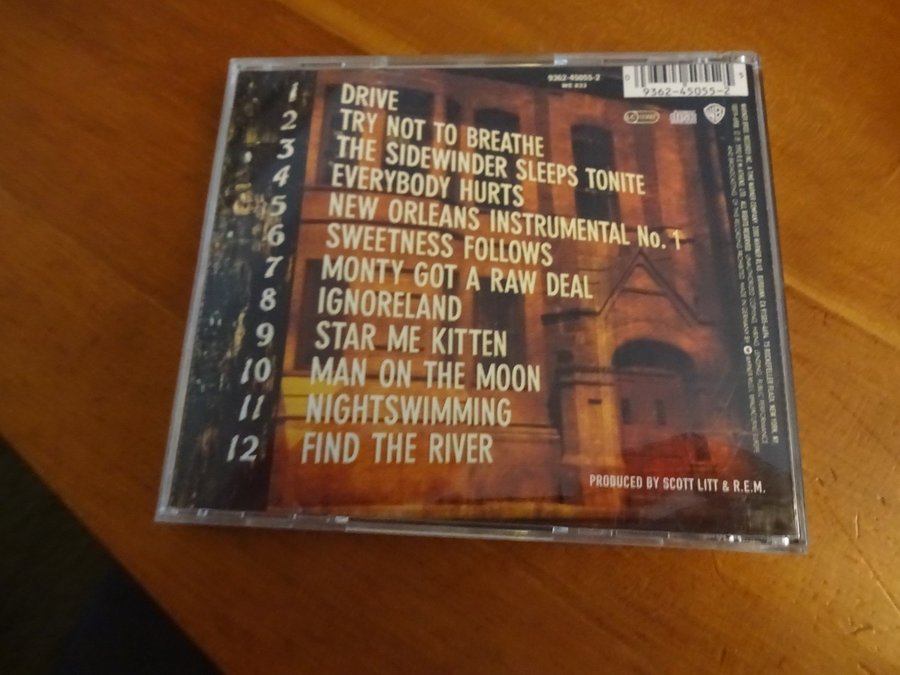 9362-45055-2
WE 833
9362-45055-2
1 DRIVE
2 TRY NOT TO BREATHE
3 THE SIDEWINDER SLEEPS TONITE
4 EVERYBODY HURTS
5 NEW ORLEANS INSTRUMENTAL No. 1
6 SWEETNESS FOLLOWS
7 MONTY GOT A RAW DEAL
8 IGNORELAND
9 STAR ME KITTEN
10 MAN ON THE MOON
11 NIGHTSWIMMING
12 FIND THE RIVER
PRODUCED BY SCOTT LITT & R.E.M.